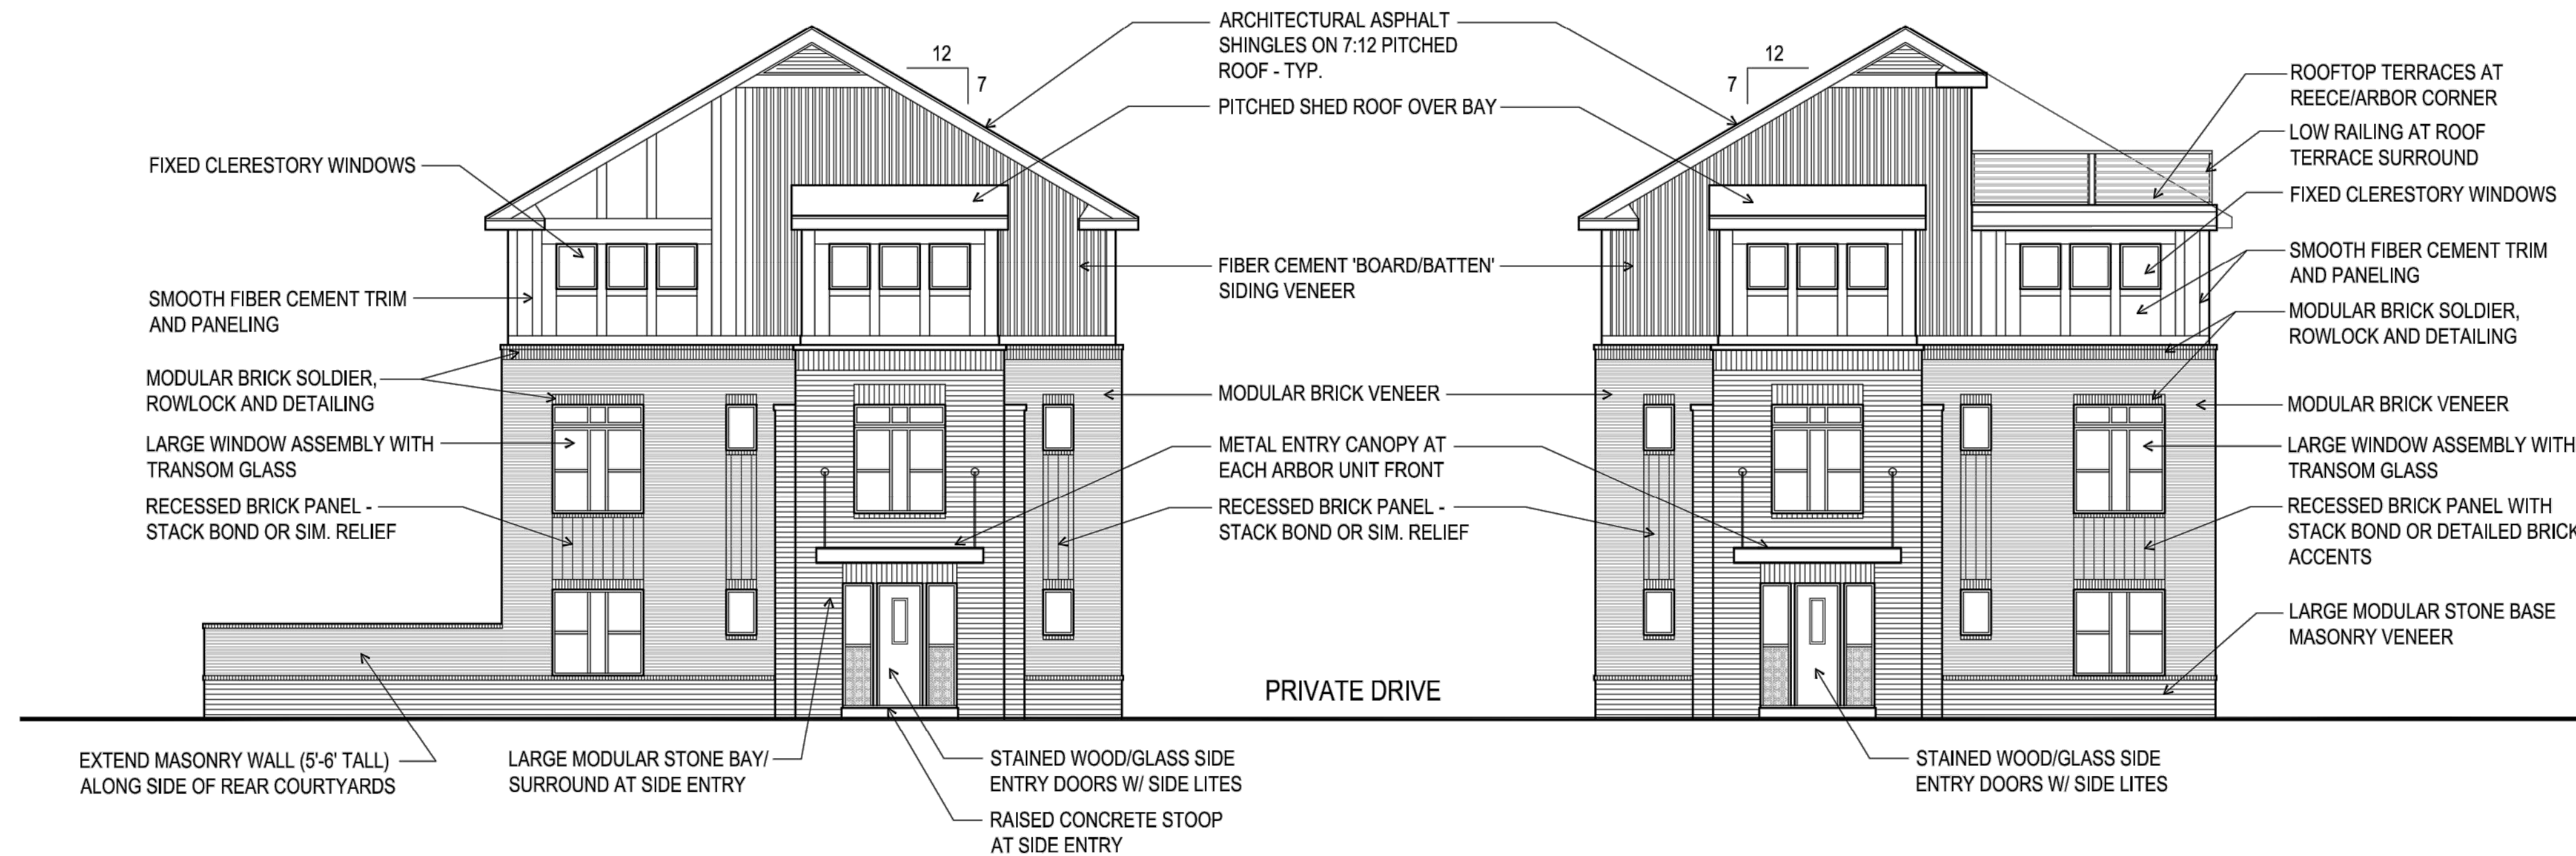 12
7
ARCHITECTURAL ASPHALT
SHINGLES ON 7:12 PITCHED
ROOF - TYP.
PITCHED SHED ROOF OVER BAY
12
7
FIXED CLERESTORY WINDOWS
SMOOTH FIBER CEMENT TRIM
AND PANELING
MODULAR BRICK SOLDIER,
ROWLOCK AND DETAILING
LARGE WINDOW ASSEMBLY WITH
TRANSOM GLASS
RECESSED BRICK PANEL -
STACK BOND OR SIM. RELIEF
FIBER CEMENT 'BOARD/BATTEN'
SIDING VENEER
MODULAR BRICK VENEER
METAL ENTRY CANOPY AT
EACH ARBOR UNIT FRONT
RECESSED BRICK PANEL -
STACK BOND OR SIM. RELIEF
ROOFTOP TERRACES AT
REECE/ARBOR CORNER
LOW RAILING AT ROOF
TERRACE SURROUND
FIXED CLERESTORY WINDOWS
SMOOTH FIBER CEMENT TRIM
AND PANELING
MODULAR BRICK SOLDIER,
ROWLOCK AND DETAILING
MODULAR BRICK VENEER
LARGE WINDOW ASSEMBLY WITH
TRANSOM GLASS
RECESSED BRICK PANEL WITH
STACK BOND OR DETAILED BRICK
ACCENTS
LARGE MODULAR STONE BASE
MASONRY VENEER
PRIVATE DRIVE
EXTEND MASONRY WALL (5'-6' TALL)
ALONG SIDE OF REAR COURTYARDS
LARGE MODULAR STONE BAY/
SURROUND AT SIDE ENTRY
STAINED WOOD/GLASS SIDE
ENTRY DOORS W/ SIDE LITES
RAISED CONCRETE STOOP
AT SIDE ENTRY
STAINED WOOD/GLASS SIDE
ENTRY DOORS W/ SIDE LITES